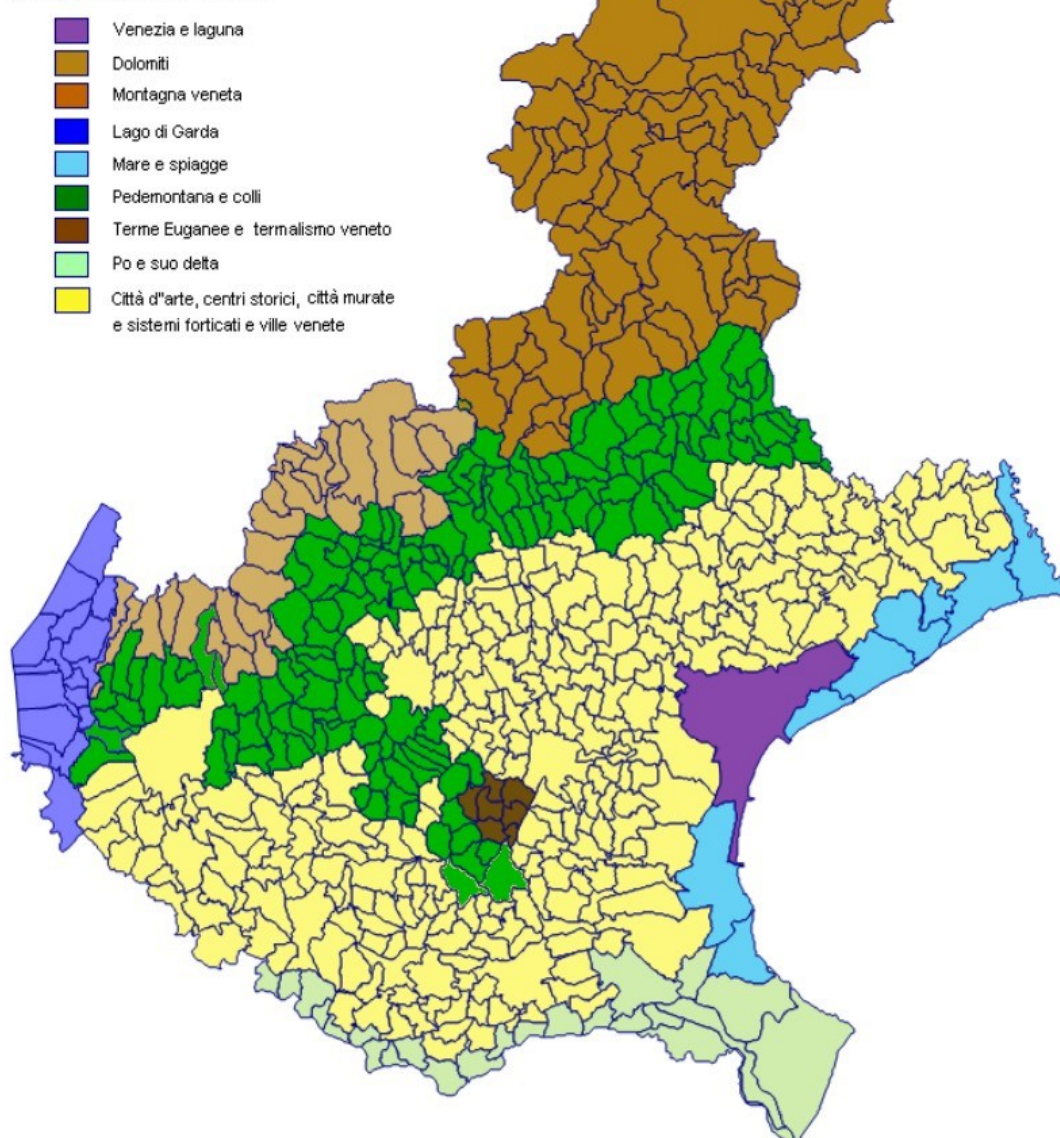 Venezia e laguna
Dolomiti
Montagna veneta
Lago di Garda
Mare e spiagge
Pedemontana e colli
Terme Euganee e termalismo veneto
Po e suo delta
Città d"arte, centri storici, città murate
e sistemi forticati e ville venete